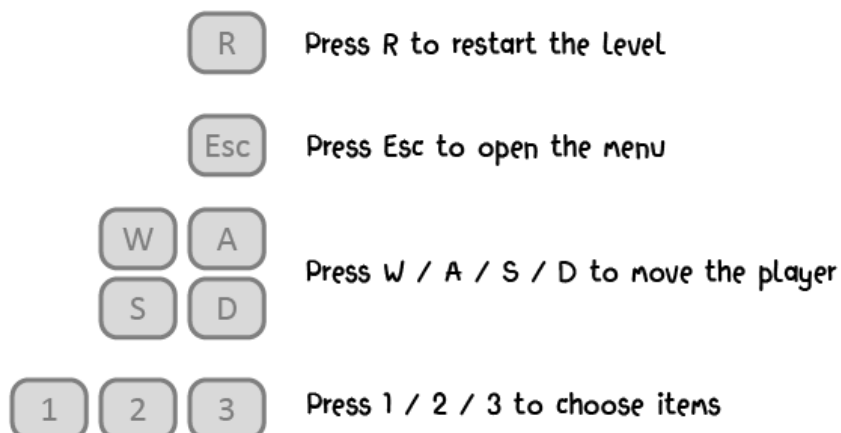 R Press R to restart the level
Esc Press Esc to open the menu
W A
Press W / A / S / D to move the player
S D
1 2 3 Press 1 / 2 / 3 to choose items